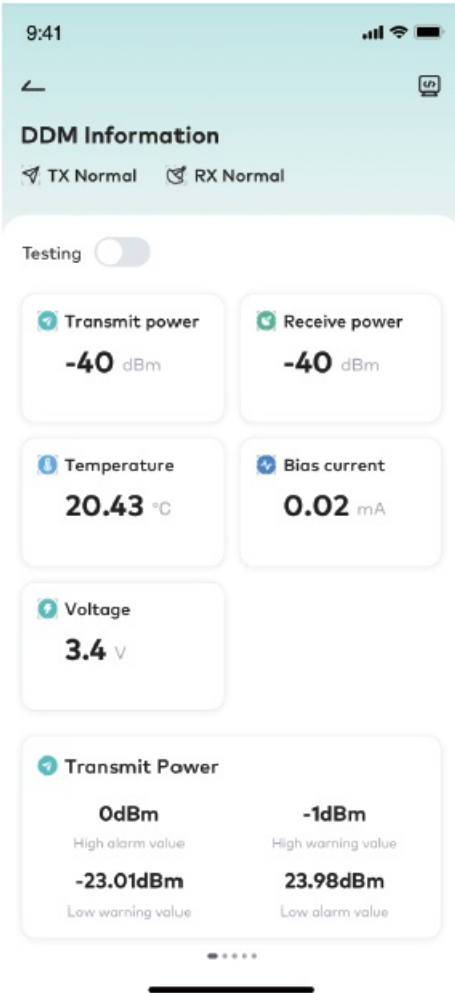 9:41
DDM Information
TX Normal RX Normal
Testing
Transmit power
-40 dBm
Receive power
-40 dBm
Temperature
20.43 °C
Bias current
0.02 mA
Voltage
3.4 V
Transmit Power
0dBm -1dBm
High alarm value High warning value
-23.01dBm 23.98dBm
Low warning value Low alarm value